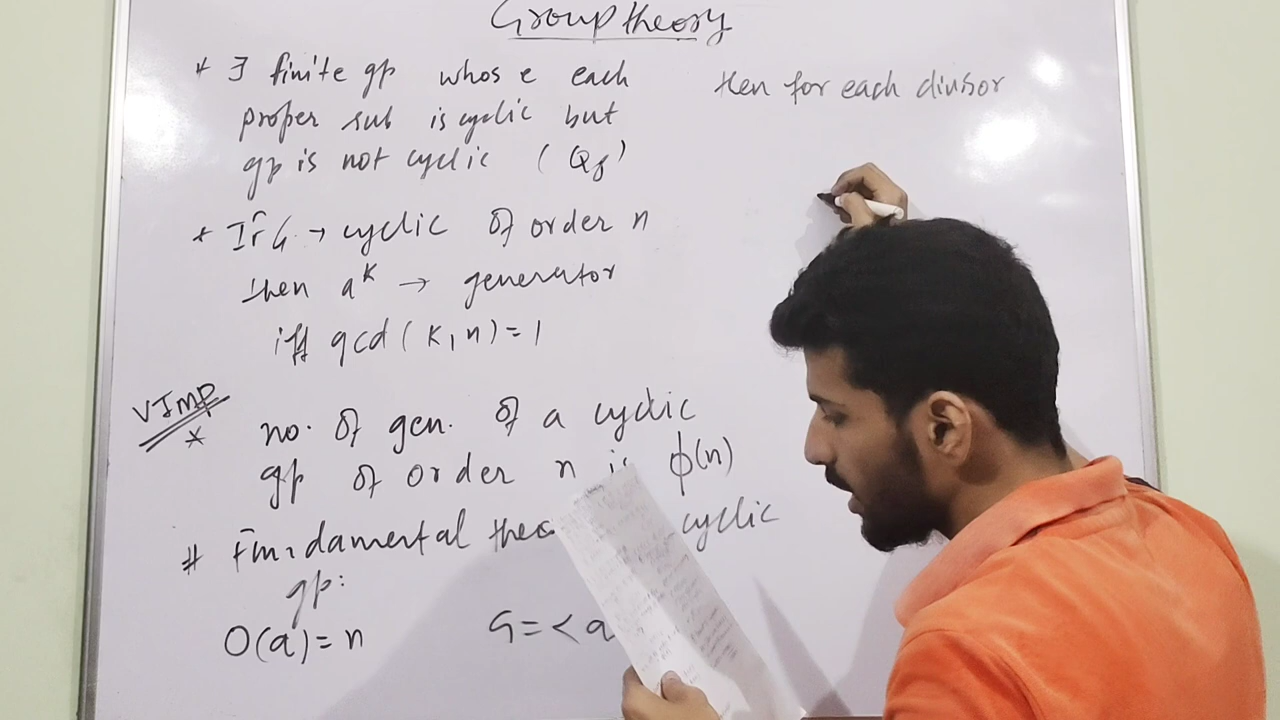 Group theory
* ∃ finite gp whose each
proper sub is cyclic but
gp is not cyclic (Q8)
* If G → cyclic of order n
then a^k → generator
iff gcd(k,n)=1
V.IMP
* no. of gen. of a cyclic
gp of order n is φ(n)
# Fundamental cyclic
gp:
O(a)=n G=<a
then for each divisor